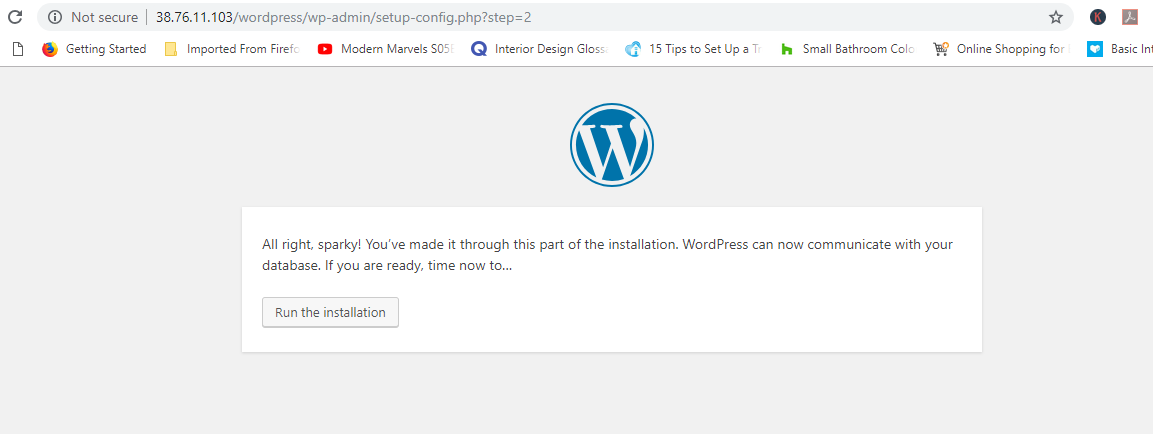 Not secure | 38.76.11.103/wordpress/wp-admin/setup-config.php?step=2
Getting Started Imported From Firefo Modern Marvels S05E Interior Design Gloss 15 Tips to Set Up a Tr Small Bathroom Colo Online Shopping for Basic Int
All right, sparky! You’ve made it through this part of the installation. WordPress can now communicate with your
database. If you are ready, time now to…
Run the installation